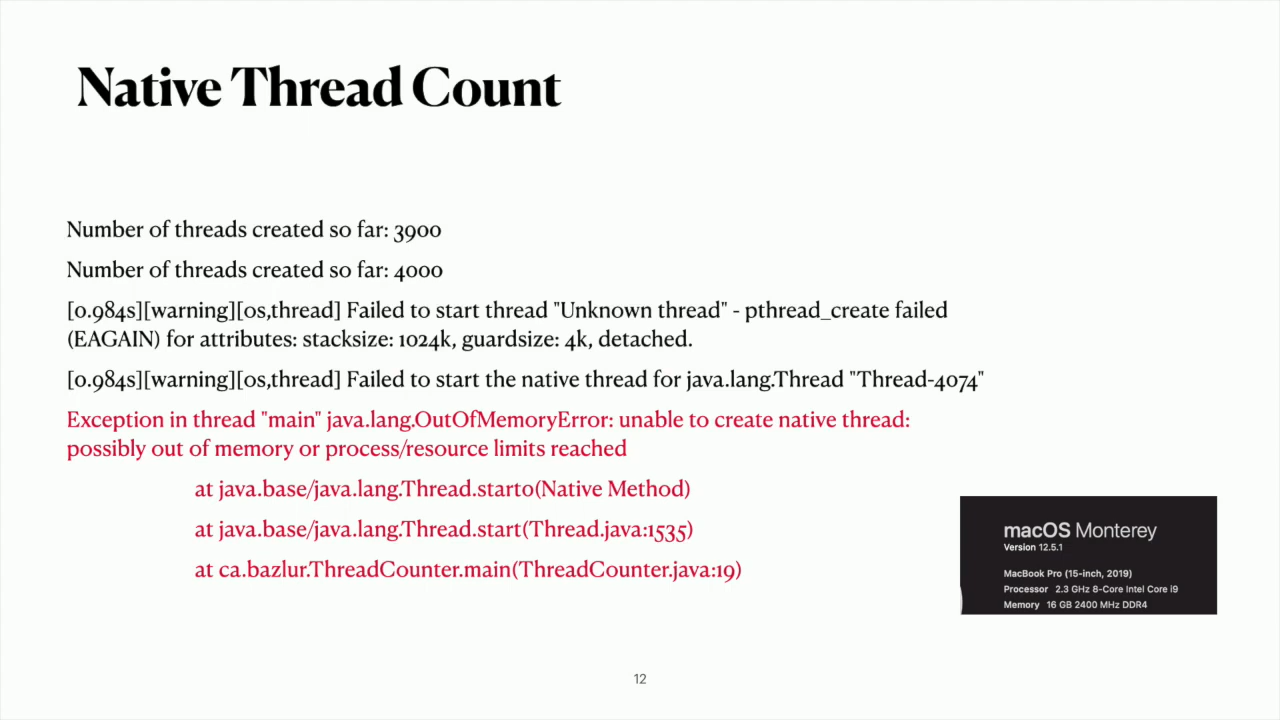 Native Thread Count
Number of threads created so far: 3900
Number of threads created so far: 4000
[0.984s][warning][os,thread] Failed to start thread "Unknown thread" - pthread_create failed
(EAGAIN) for attributes: stacksize: 1024k, guardsize: 4k, detached.
[0.984s][warning][os,thread] Failed to start the native thread for java.lang.Thread "Thread-4074"
Exception in thread "main" java.lang.OutOfMemoryError: unable to create native thread:
possibly out of memory or process/resource limits reached
at java.base/java.lang.Thread.start0(Native Method)
at java.base/java.lang.Thread.start(Thread.java:1535)
at ca.bazlur.ThreadCounter.main(ThreadCounter.java:19)
macOS Monterey
Version 12.5.1
MacBook Pro (15-inch, 2019)
Processor 2.3 GHz 8-Core Intel Core i9
Memory 16 GB 2400 MHz DDR4
12